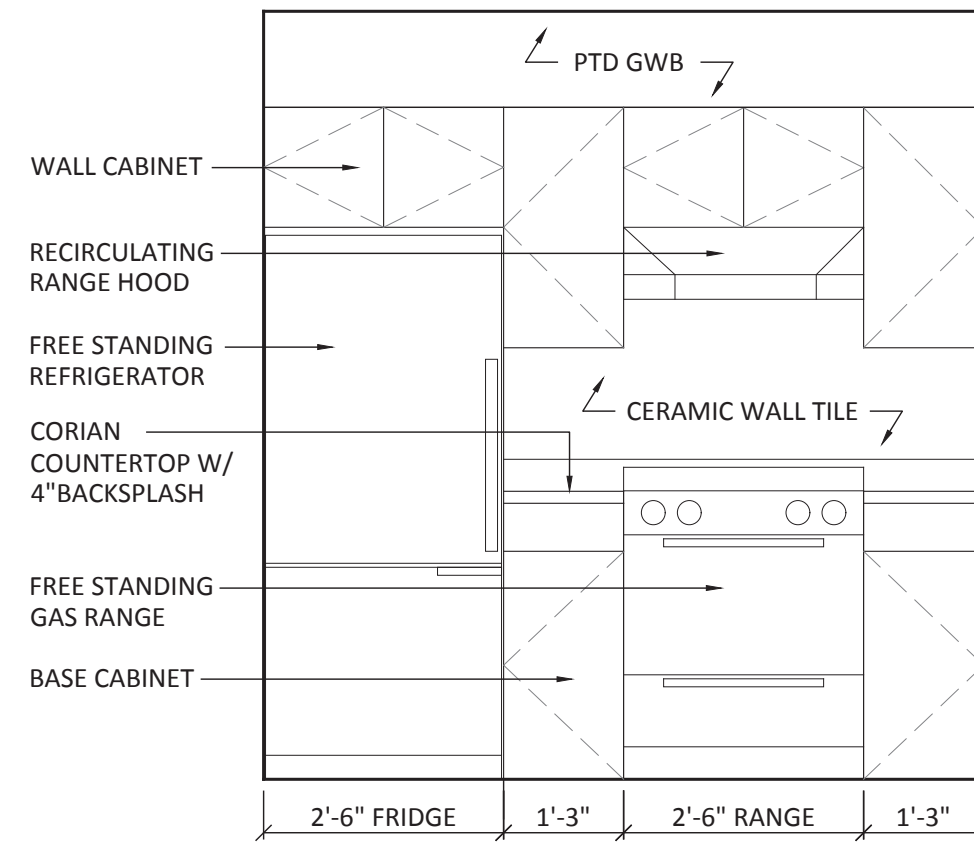 PTD GWB
WALL CABINET
RECIRCULATING
RANGE HOOD
FREE STANDING
REFRIGERATOR
CERAMIC WALL TILE
CORIAN
COUNTERTOP W/
4"BACKSPLASH
FREE STANDING
GAS RANGE
BASE CABINET
2'-6" FRIDGE 1'-3" 2'-6" RANGE 1'-3"